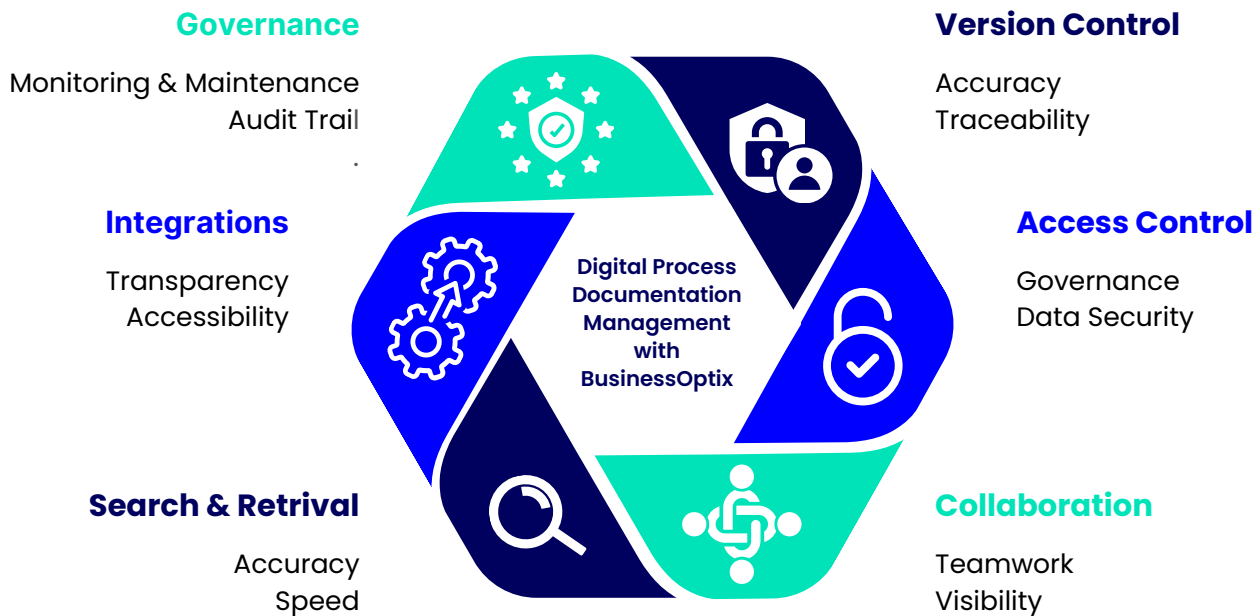 Governance
Monitoring & Maintenance
Audit Trail
.
Integrations
Transparency
Accessibility
Search & Retrival
Accuracy
Speed
Digital Process
Documentation
Management
with
BusinessOptix
Version Control
Accuracy
Traceability
Access Control
Governance
Data Security
Collaboration
Teamwork
Visibility